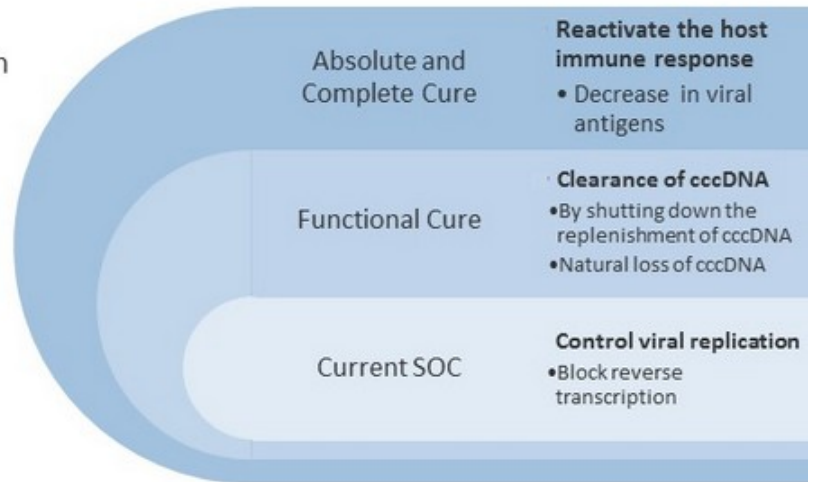 Absolute and
Complete Cure
Reactivate the host
immune response
• Decrease in viral
antigens
Functional Cure
Clearance of cccDNA
•By shutting down the
replenishment of cccDNA
•Natural loss of cccDNA
Current SOC
Control viral replication
•Block reverse
transcription